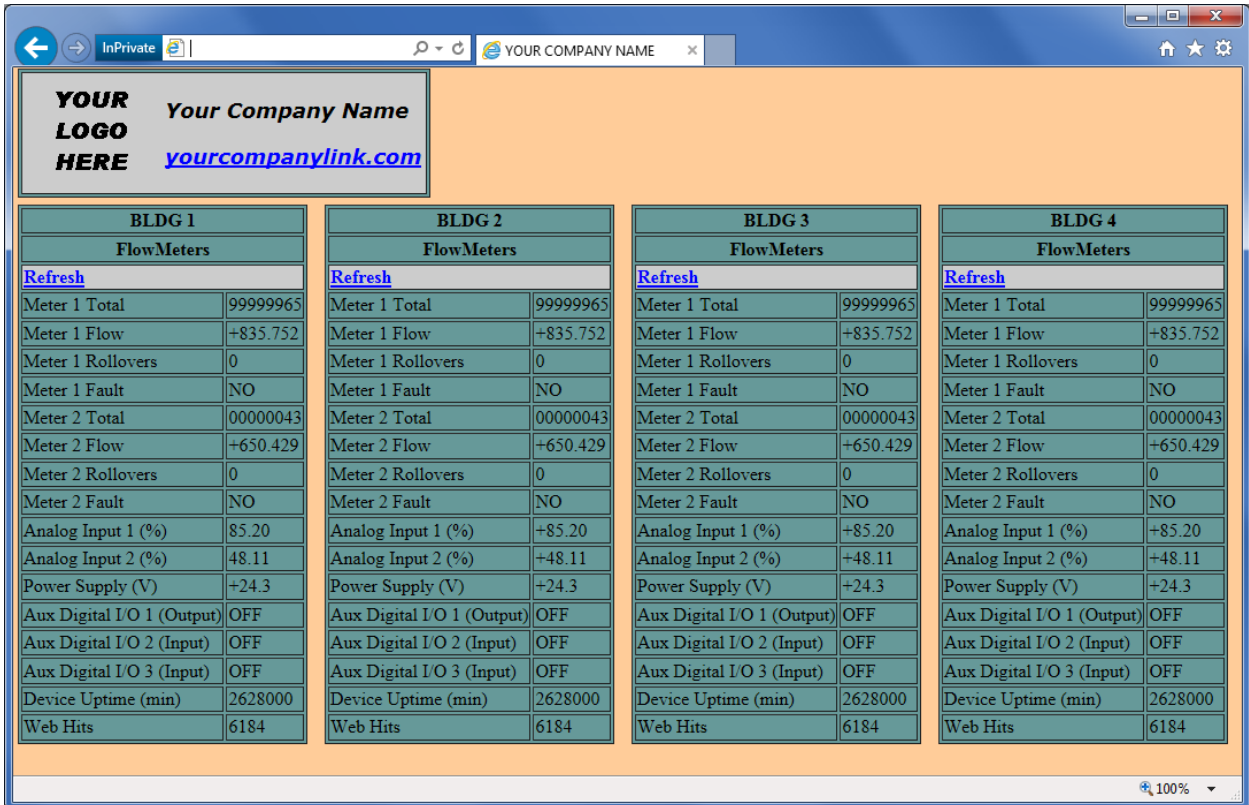 InPrivate
YOUR COMPANY NAME
YOUR
LOGO
HERE
Your Company Name
yourcompanylink.com
BLDG 1
FlowMeters
Refresh
Meter 1 Total 99999965
Meter 1 Flow +835.752
Meter 1 Rollovers 0
Meter 1 Fault NO
Meter 2 Total 00000043
Meter 2 Flow +650.429
Meter 2 Rollovers 0
Meter 2 Fault NO
Analog Input 1 (%) 85.20
Analog Input 2 (%) 48.11
Power Supply (V) +24.3
Aux Digital I/O 1 (Output) OFF
Aux Digital I/O 2 (Input) OFF
Aux Digital I/O 3 (Input) OFF
Device Uptime (min) 2628000
Web Hits 6184
BLDG 2
FlowMeters
Refresh
Meter 1 Total 99999965
Meter 1 Flow +835.752
Meter 1 Rollovers 0
Meter 1 Fault NO
Meter 2 Total 00000043
Meter 2 Flow +650.429
Meter 2 Rollovers 0
Meter 2 Fault NO
Analog Input 1 (%) +85.20
Analog Input 2 (%) +48.11
Power Supply (V) +24.3
Aux Digital I/O 1 (Output) OFF
Aux Digital I/O 2 (Input) OFF
Aux Digital I/O 3 (Input) OFF
Device Uptime (min) 2628000
Web Hits 6184
BLDG 3
FlowMeters
Refresh
Meter 1 Total 99999965
Meter 1 Flow +835.752
Meter 1 Rollovers 0
Meter 1 Fault NO
Meter 2 Total 00000043
Meter 2 Flow +650.429
Meter 2 Rollovers 0
Meter 2 Fault NO
Analog Input 1 (%) +85.20
Analog Input 2 (%) +48.11
Power Supply (V) +24.3
Aux Digital I/O 1 (Output) OFF
Aux Digital I/O 2 (Input) OFF
Aux Digital I/O 3 (Input) OFF
Device Uptime (min) 2628000
Web Hits 6184
BLDG 4
FlowMeters
Refresh
Meter 1 Total 99999965
Meter 1 Flow +835.752
Meter 1 Rollovers 0
Meter 1 Fault NO
Meter 2 Total 00000043
Meter 2 Flow +650.429
Meter 2 Rollovers 0
Meter 2 Fault NO
Analog Input 1 (%) +85.20
Analog Input 2 (%) +48.11
Power Supply (V) +24.3
Aux Digital I/O 1 (Output) OFF
Aux Digital I/O 2 (Input) OFF
Aux Digital I/O 3 (Input) OFF
Device Uptime (min) 2628000
Web Hits 6184
100%